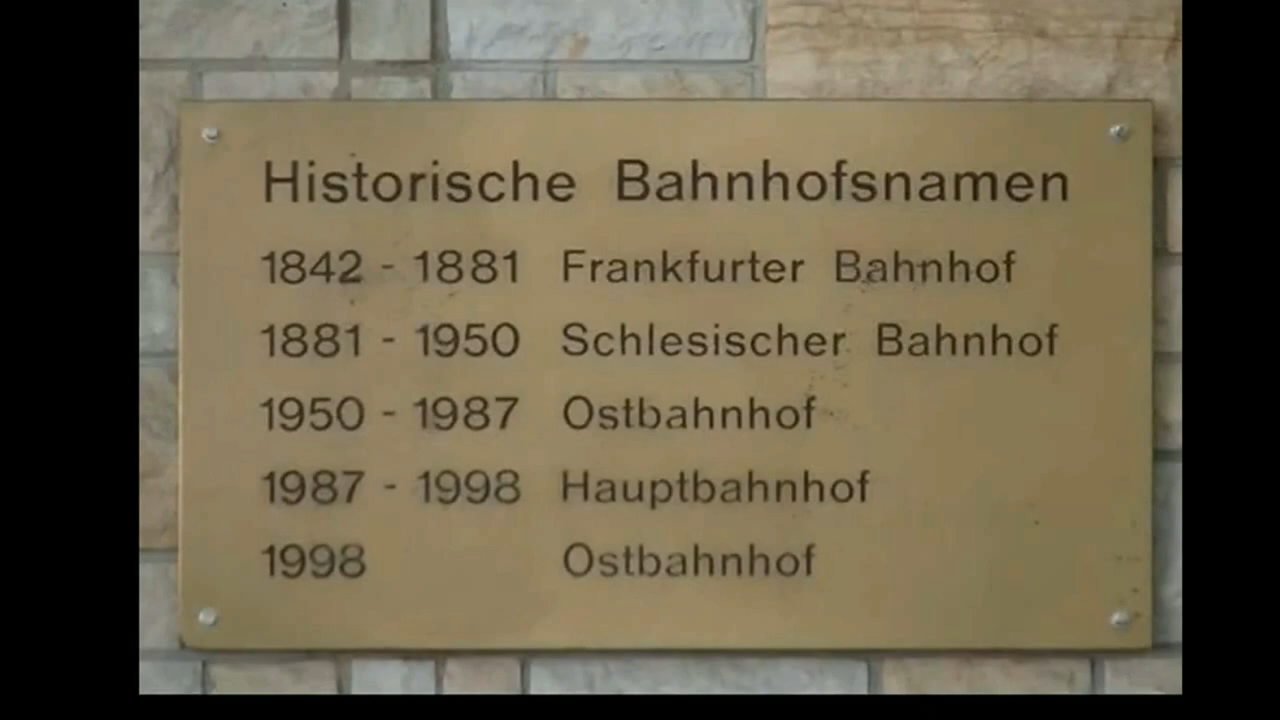 Historische Bahnhofsnamen
1842 - 1881 Frankfurter Bahnhof
1881 - 1950 Schlesischer Bahnhof
1950 - 1987 Ostbahnhof
1987 - 1998 Hauptbahnhof
1998 Ostbahnhof